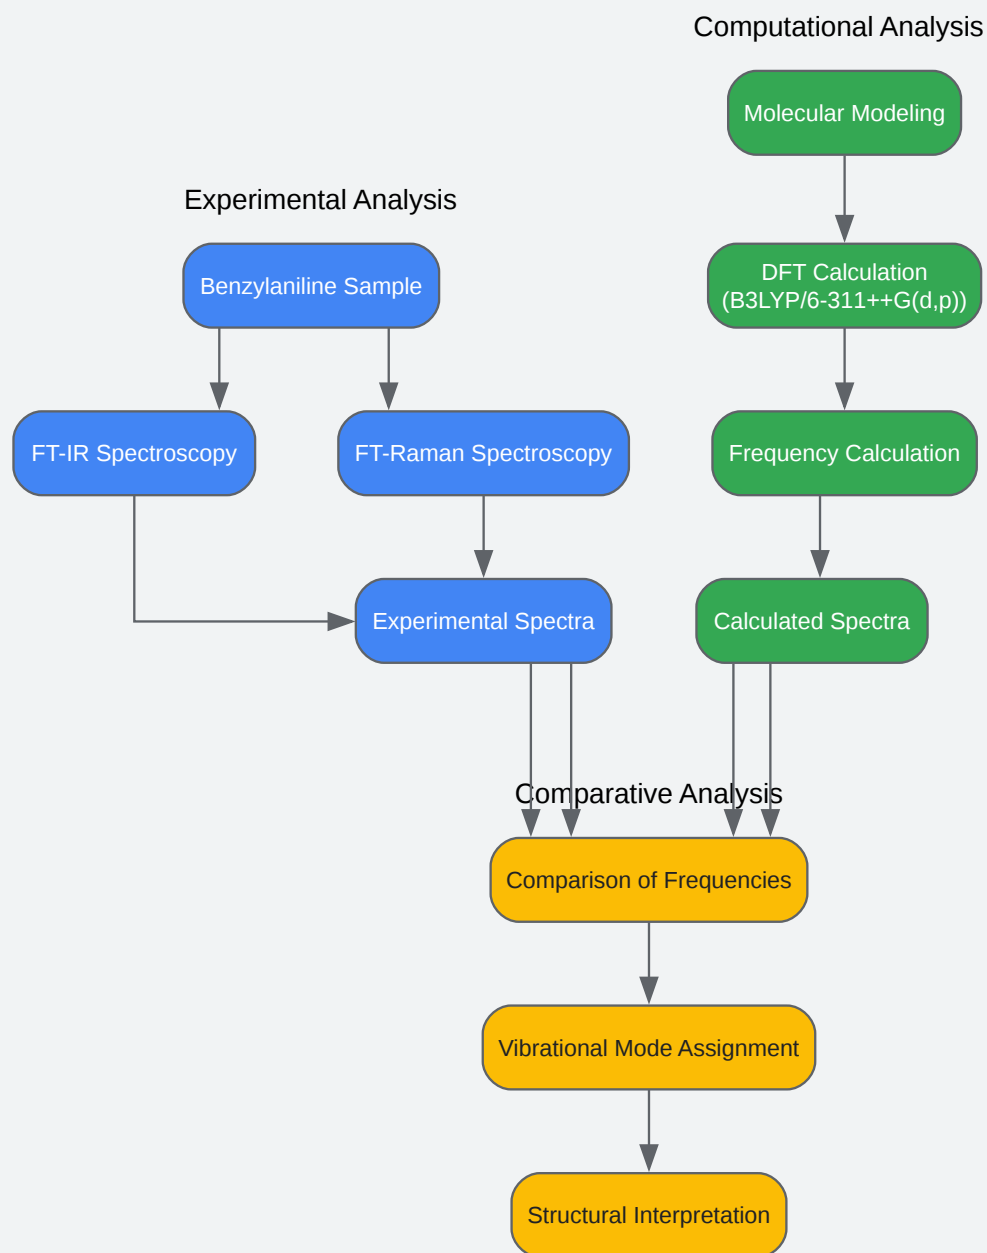 Computational Analysis
Molecular Modeling
Experimental Analysis
Benzylaniline Sample
DFT Calculation
(B3LYP/6-311++G(d,p))
FT-IR Spectroscopy
FT-Raman Spectroscopy
Frequency Calculation
Experimental Spectra
Calculated Spectra
Comparative Analysis
Comparison of Frequencies
Vibrational Mode Assignment
Structural Interpretation